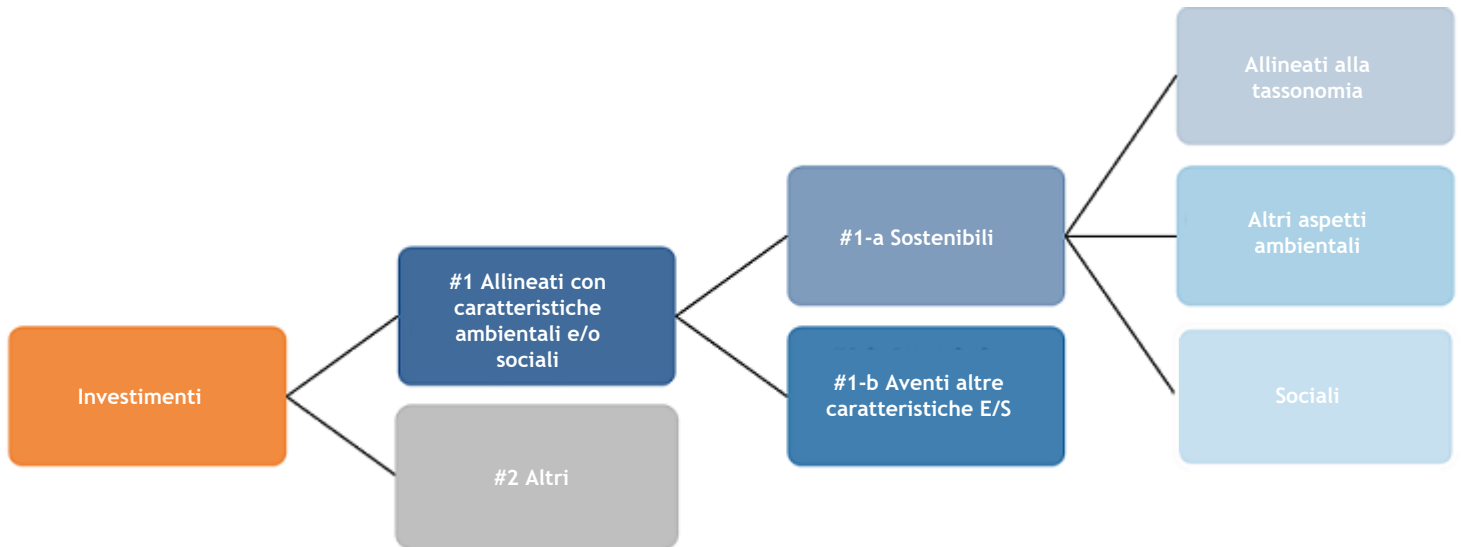 Investimenti
#1 Allineati con
caratteristiche
ambientali e/o
sociali
#2 Altri
#1-a Sostenibili
#1-b Aventi altre
caratteristiche E/S
Allineati alla
tassonomia
Altri aspetti
ambientali
Sociali